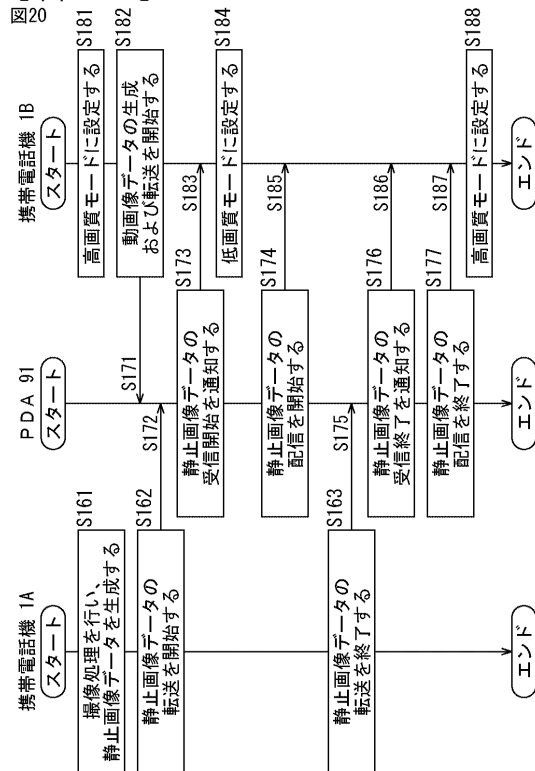 図20
携帯電話機 1A
スタート
S161
撮像処理を行い、
静止画像データを生成する
S162
静止画像データの
転送を開始する
S163
静止画像データの
転送を終了する
エンド
PDA 91
スタート
S171
S172
S173
静止画像データの
受信開始を通知する
S174
静止画像データの
配信を開始する
S175
S176
静止画像データの
受信終了を通知する
S177
静止画像データの
配信を終了する
エンド
携帯電話機 1B
スタート
S181
高画質モードに設定する
S182
動画像データの生成
および転送を開始する
S183
S184
低画質モードに設定する
S185
S186
S187
S188
高画質モードに設定する
エンド